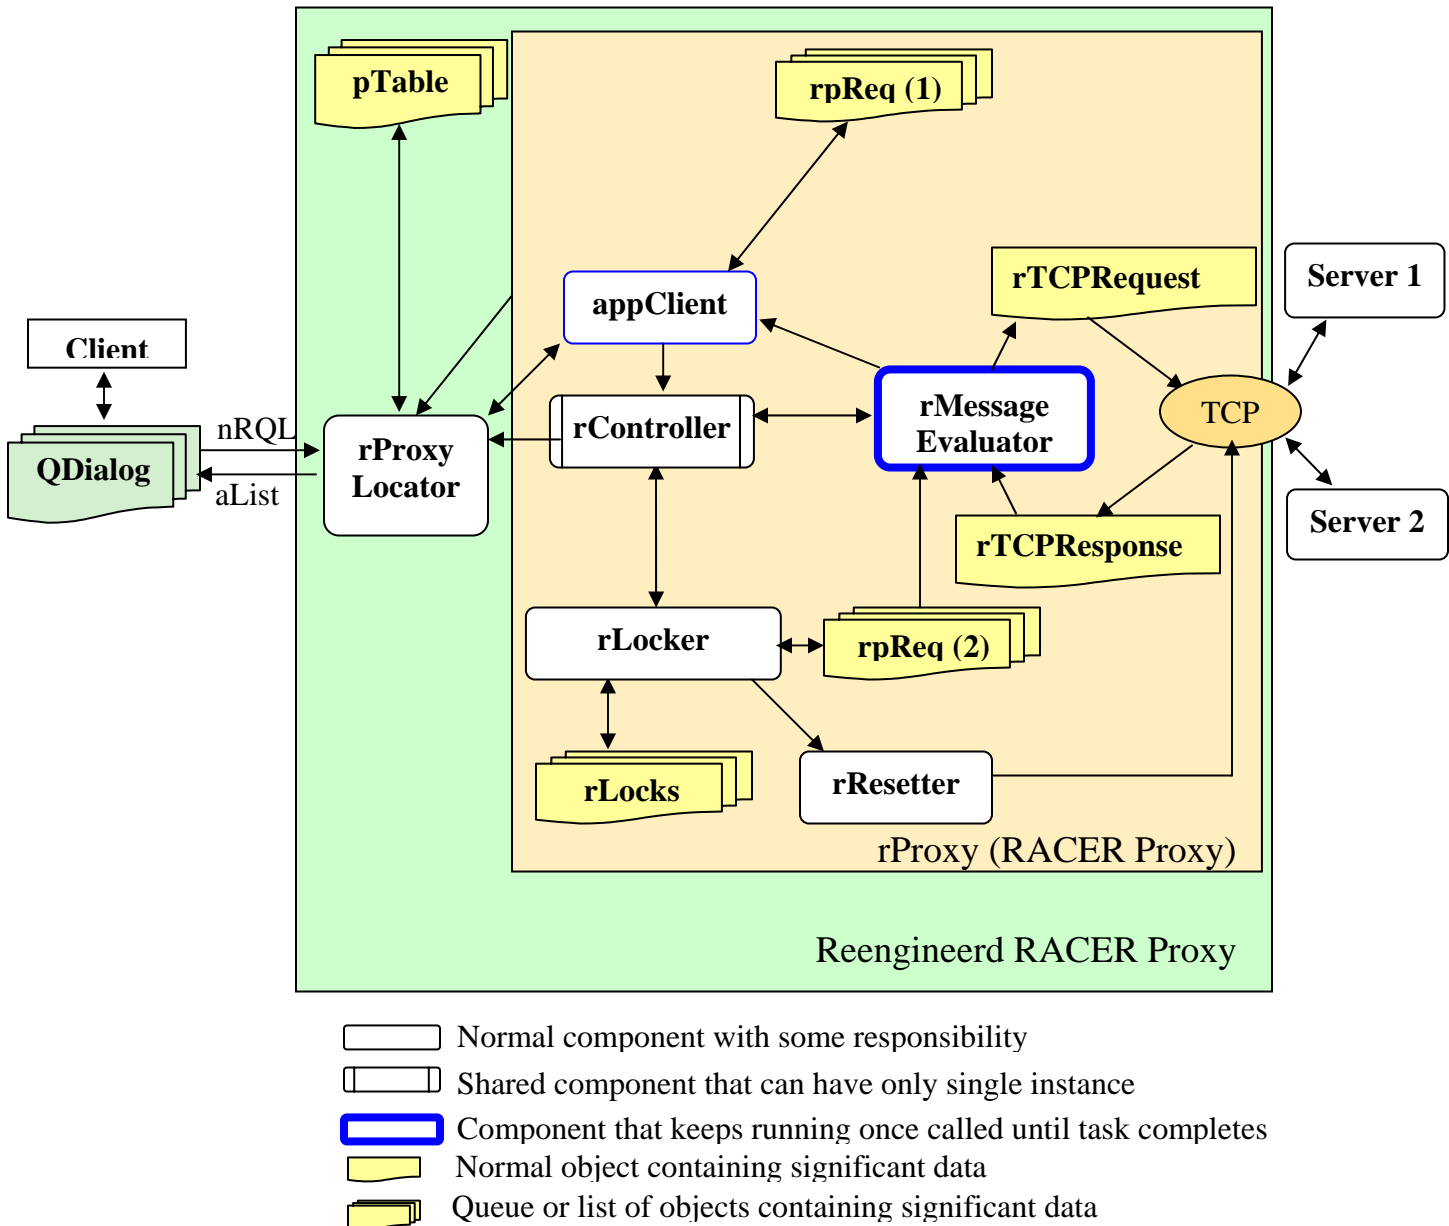 pTable
rpReq (1)
appClient
rTCPRequest
Server 1
Client
nRQL
QDialog
aList
rProxy
Locator
rController
rMessage
Evaluator
TCP
rTCPResponse
Server 2
rLocker
rpReq (2)
rLocks
rResetter
rProxy (RACER Proxy)
Reengineerd RACER Proxy
Normal component with some responsibility
Shared component that can have only single instance
Component that keeps running once called until task completes
Normal object containing significant data
Queue or list of objects containing significant data